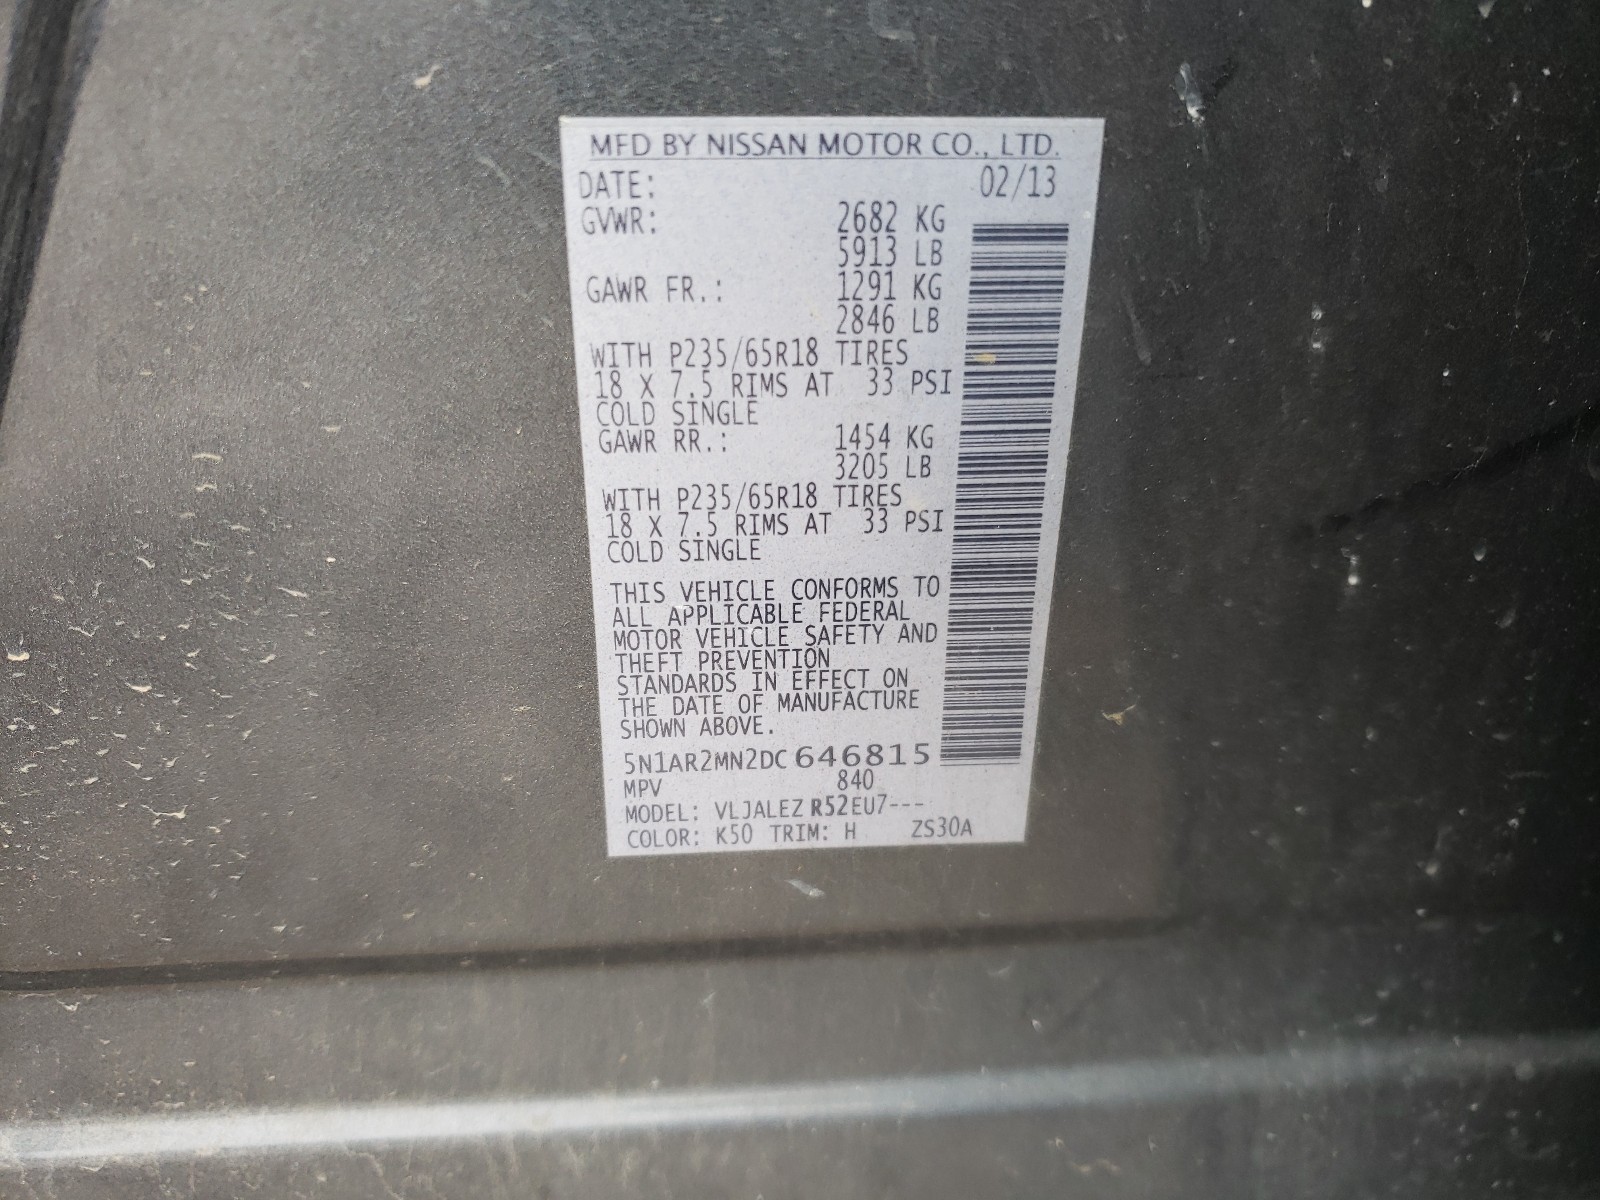 MFD BY NISSAN MOTOR CO., LTD.
DATE: 02/13
GVWR: 2682 KG
5913 LB
GAWR FR.: 1291 KG
2846 LB
WITH P235/65R18 TIRES
18 X 7.5 RIMS AT 33 PSI
COLD SINGLE
GAWR RR.: 1454 KG
3205 LB
WITH P235/65R18 TIRES
18 X 7.5 RIMS AT 33 PSI
COLD SINGLE
THIS VEHICLE CONFORMS TO
ALL APPLICABLE FEDERAL
MOTOR VEHICLE SAFETY AND
THEFT PREVENTION
STANDARDS IN EFFECT ON
THE DATE OF MANUFACTURE
SHOWN ABOVE.
5N1AR2MN2DC646815
MPV 840
MODEL: VLJALEZ R52EU7---
COLOR: K50 TRIM: H ZS30A